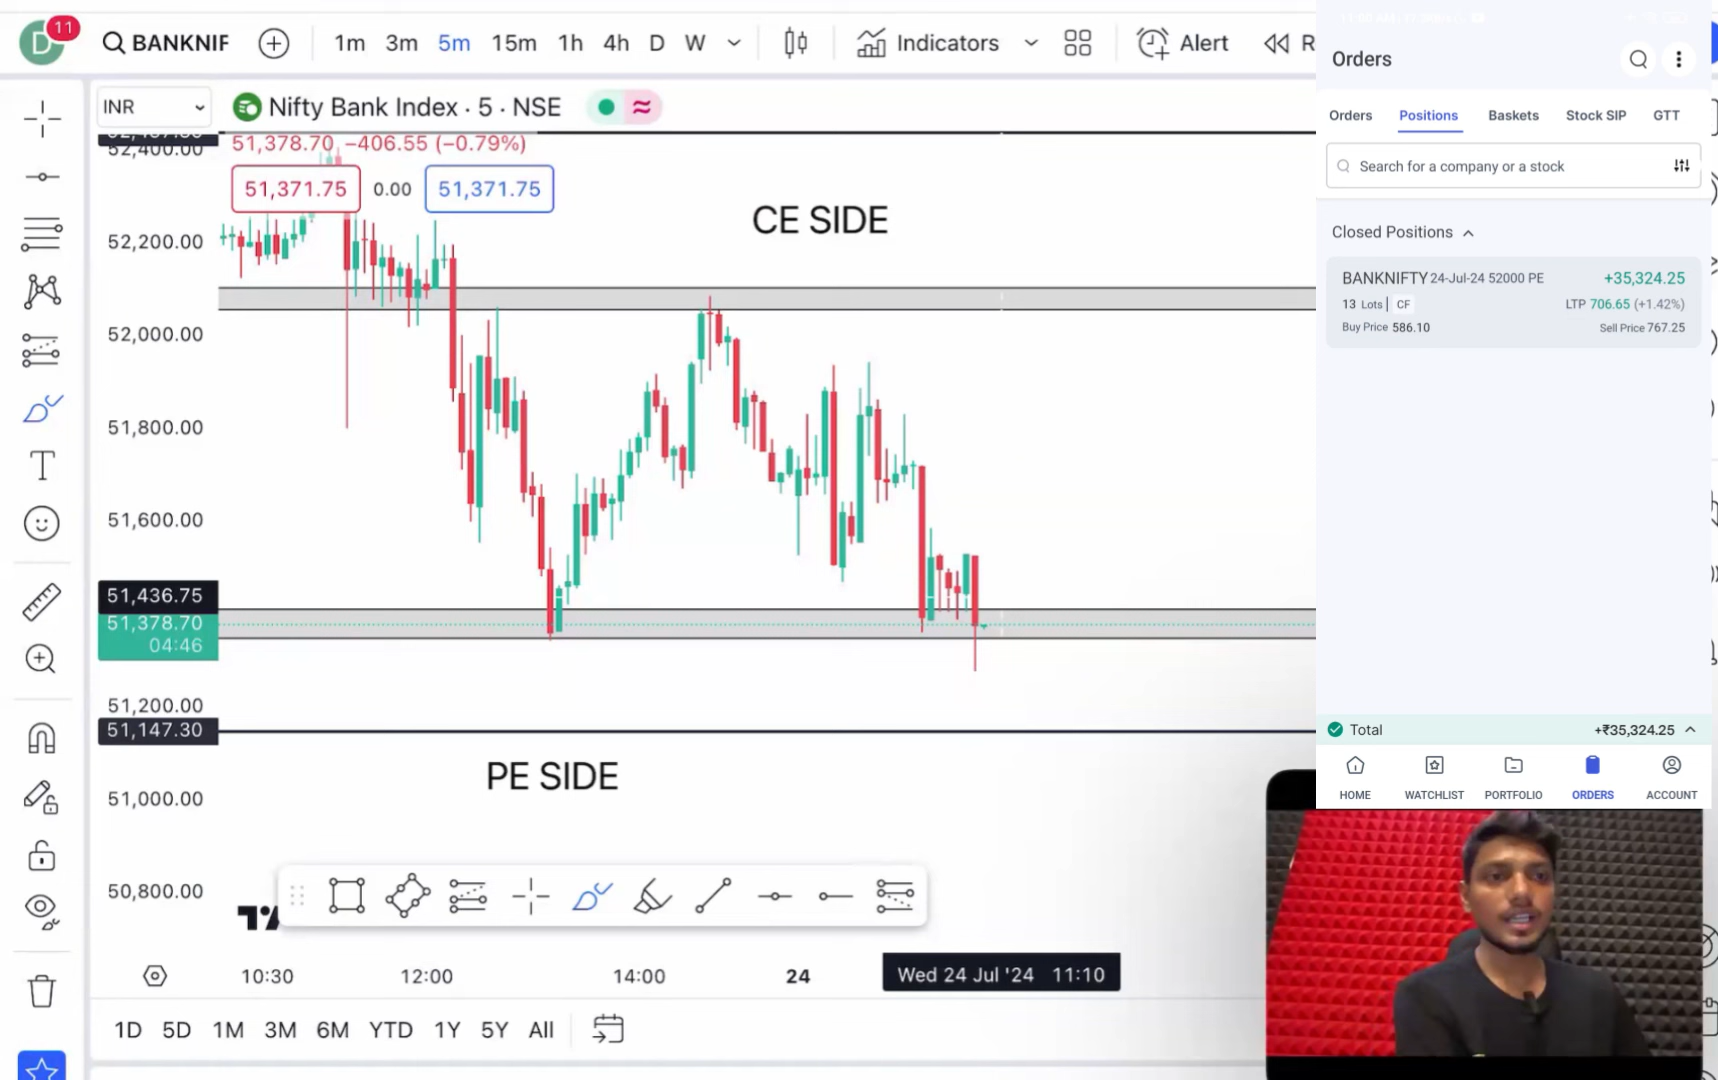 D
11
BANKNIF
1m 3m 5m 15m 1h 4h D W
Indicators
Alert
INR
Nifty Bank Index · 5 · NSE
51,378.70 −406.55 (−0.79%)
51,371.75 0.00 51,371.75
CE SIDE
52,400.00
52,200.00
52,000.00
51,800.00
51,600.00
51,436.75
51,378.70
04:46
51,200.00
51,147.30
51,000.00
50,800.00
PE SIDE
10:30 12:00 14:00 24 Wed 24 Jul '24 11:10
1D 5D 1M 3M 6M YTD 1Y 5Y All
Orders
Orders Positions Baskets Stock SIP GTT
Search for a company or a stock
Closed Positions
BANKNIFTY 24-Jul-24 52000 PE +35,324.25
13 Lots | CF LTP 706.65 (+1.42%)
Buy Price 586.10 Sell Price 767.25
Total +₹35,324.25
HOME WATCHLIST PORTFOLIO ORDERS ACCOUNT